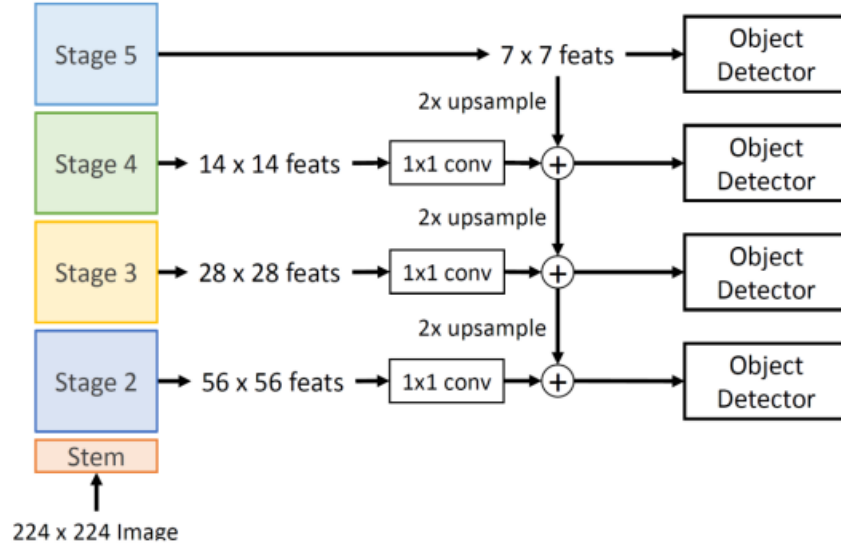 Stage 5
7 x 7 feats
Object
Detector
2x upsample
Stage 4
14 x 14 feats
1x1 conv
+
Object
Detector
2x upsample
Stage 3
28 x 28 feats
1x1 conv
+
Object
Detector
2x upsample
Stage 2
56 x 56 feats
1x1 conv
+
Object
Detector
Stem
224 x 224 Image